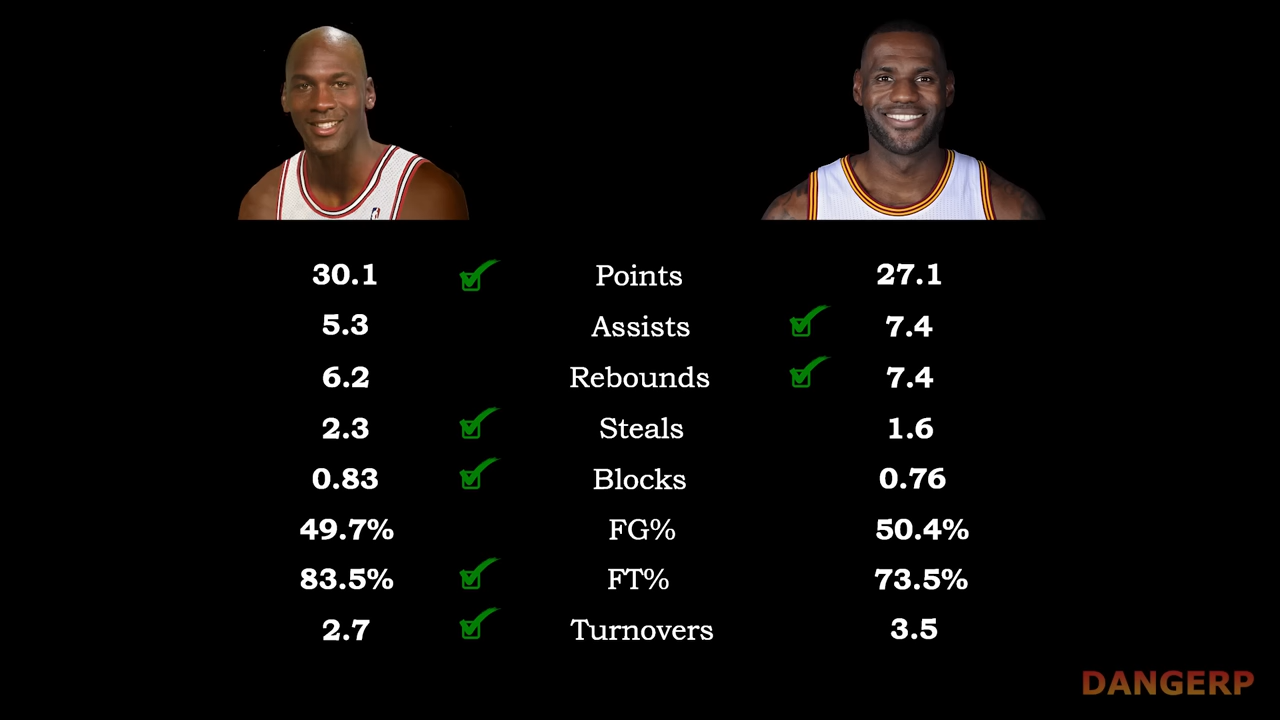 30.1 Points 27.1
5.3 Assists 7.4
6.2 Rebounds 7.4
2.3 Steals 1.6
0.83 Blocks 0.76
49.7% FG% 50.4%
83.5% FT% 73.5%
2.7 Turnovers 3.5
DANGERP